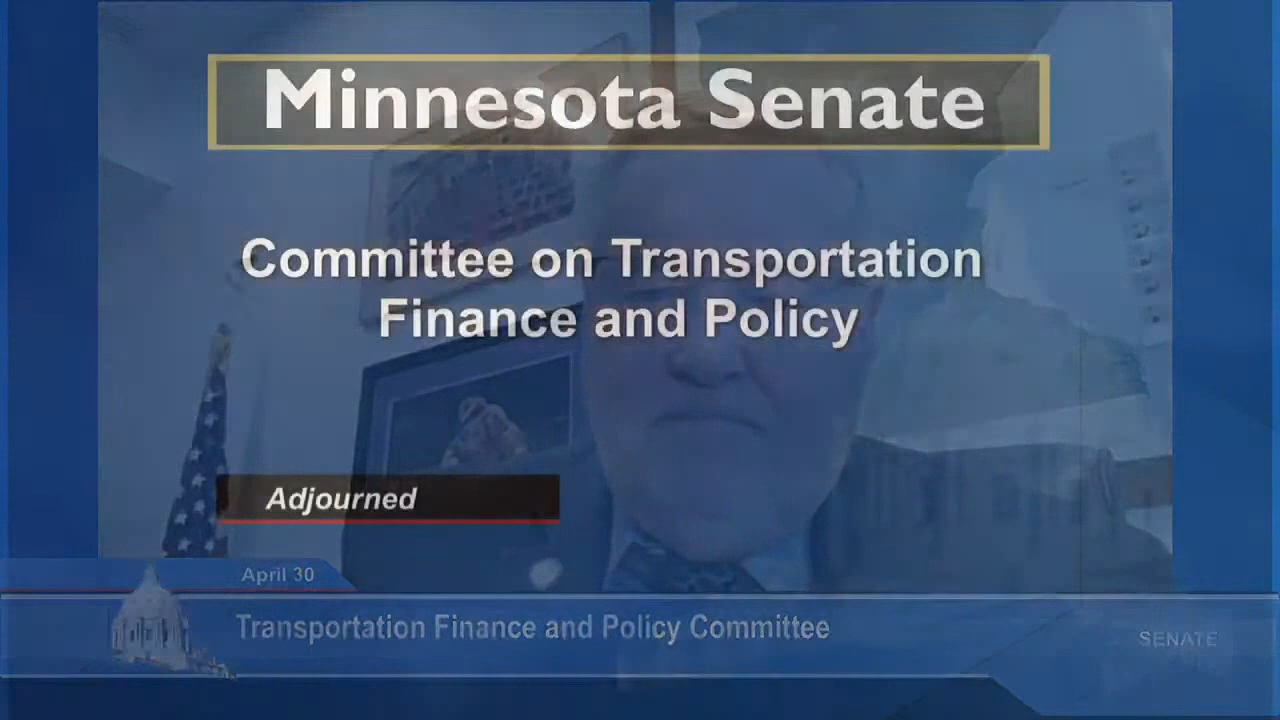 Minnesota Senate
Committee on Transportation
Finance and Policy
Adjourned
April 30
Transportation Finance and Policy Committee
SENATE